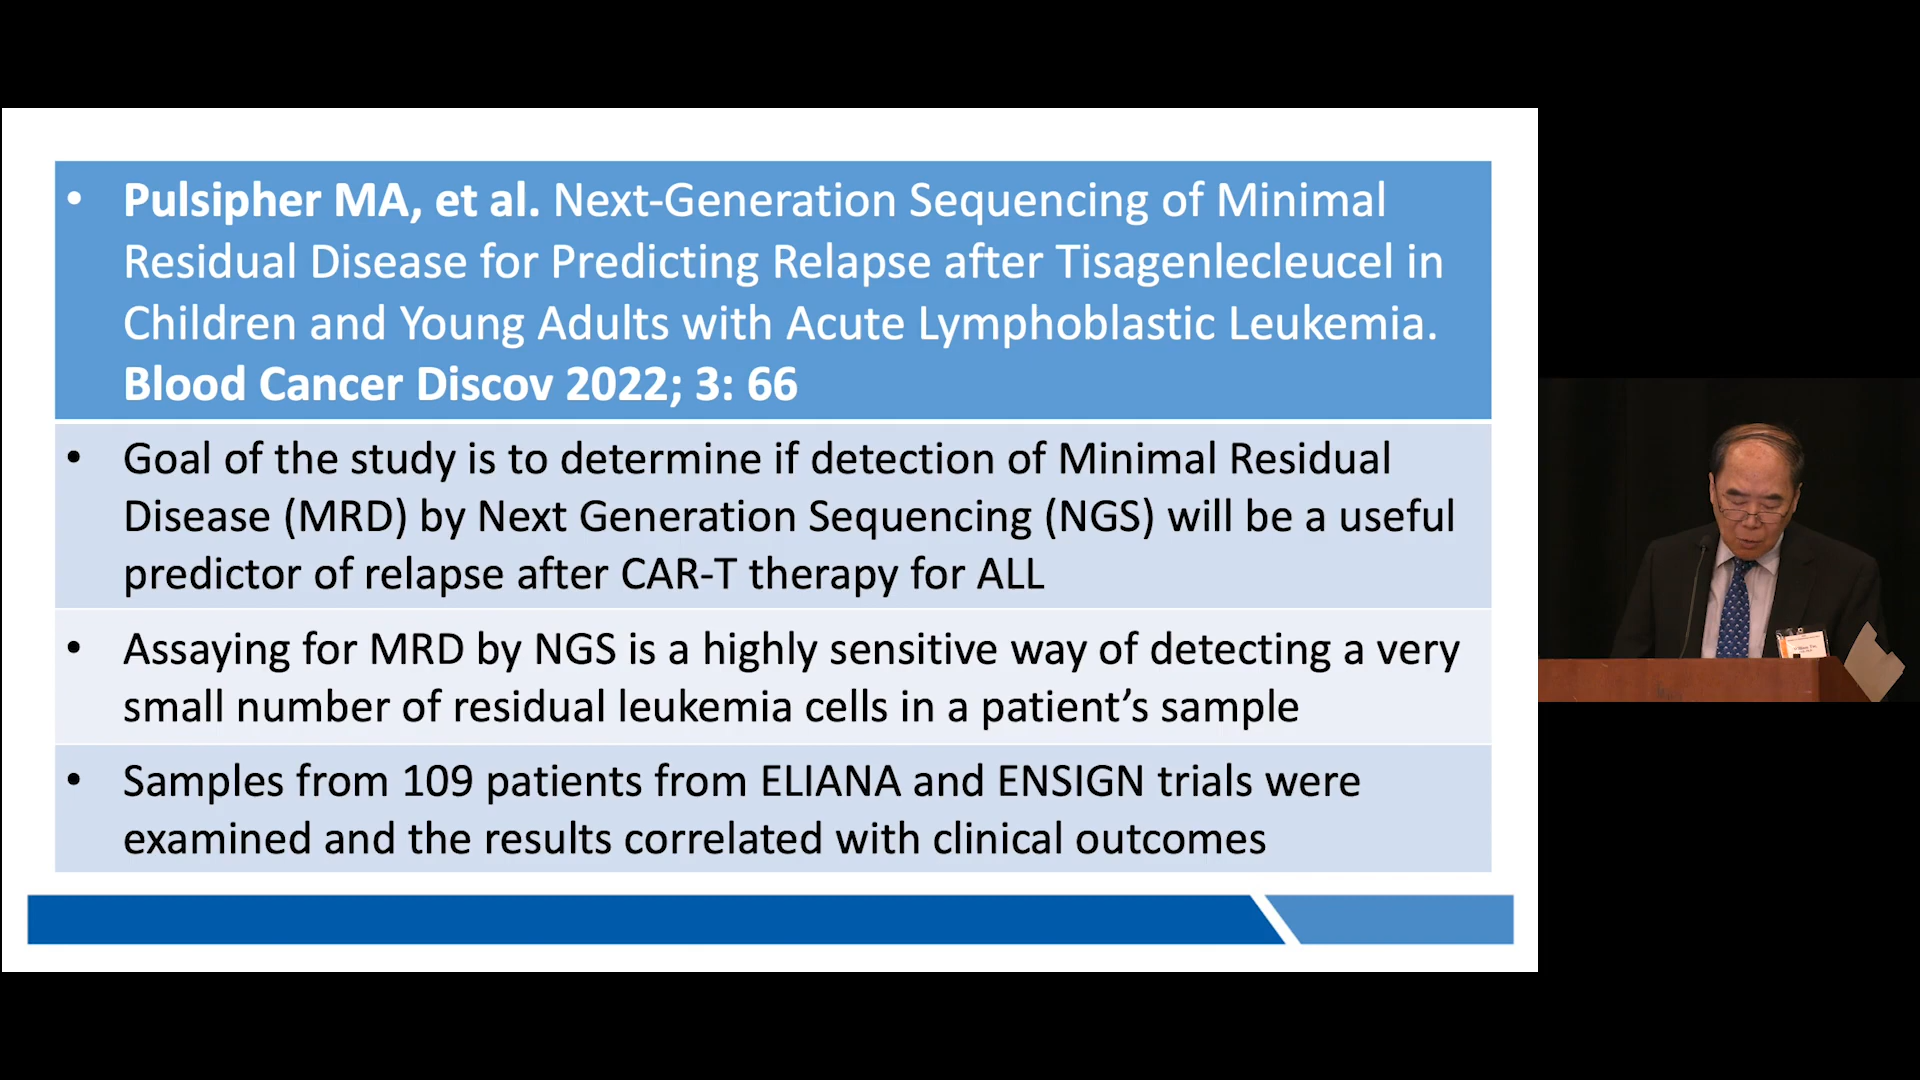 • Pulsipher MA, et al. Next-Generation Sequencing of Minimal
Residual Disease for Predicting Relapse after Tisagenlecleucel in
Children and Young Adults with Acute Lymphoblastic Leukemia.
Blood Cancer Discov 2022; 3: 66
• Goal of the study is to determine if detection of Minimal Residual
Disease (MRD) by Next Generation Sequencing (NGS) will be a useful
predictor of relapse after CAR-T therapy for ALL
• Assaying for MRD by NGS is a highly sensitive way of detecting a very
small number of residual leukemia cells in a patient’s sample
• Samples from 109 patients from ELIANA and ENSIGN trials were
examined and the results correlated with clinical outcomes